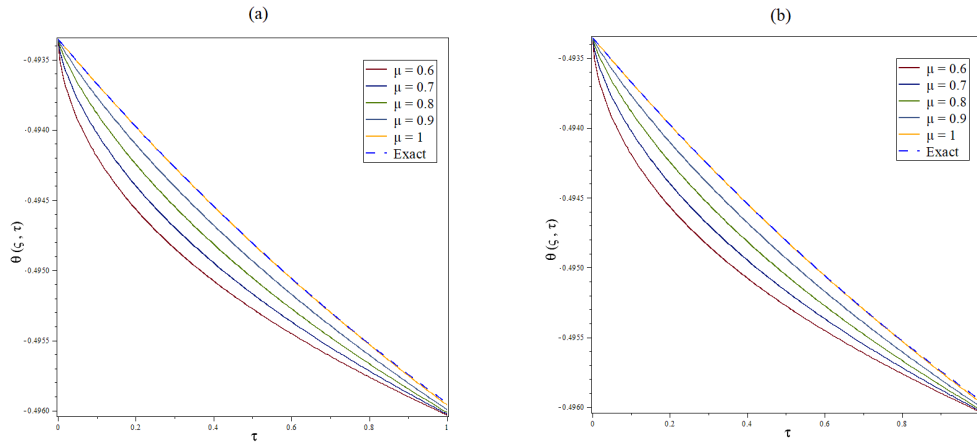 (a)
-0.4935
-0.4940
-0.4945
-0.4950
-0.4955
-0.4960
θ (ς , τ)
0
0.2
0.4
0.6
0.8
1
τ
μ = 0.6
μ = 0.7
μ = 0.8
μ = 0.9
μ = 1
Exact
(b)
-0.4935
-0.4940
-0.4945
-0.4950
-0.4955
-0.4960
θ (ς , τ)
0
0.2
0.4
0.6
0.8
τ
μ = 0.6
μ = 0.7
μ = 0.8
μ = 0.9
μ = 1
Exact